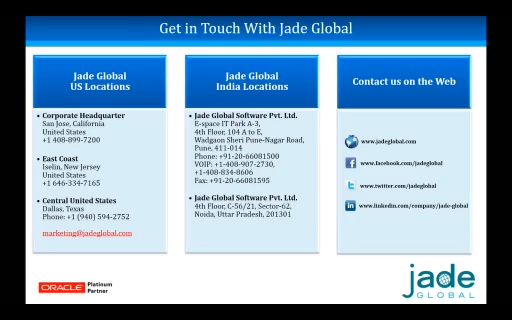 Get in Touch With Jade Global
Jade Global
US Locations
• Corporate Headquarter
San Jose, California
United States
+1 408-899-7200
• East Coast
Iselin, New Jersey
United States
+1 646-334-7165
• Central United States
Dallas, Texas
Phone: +1 (940) 594-2752
marketing@jadeglobal.com
Jade Global
India Locations
• Jade Global Software Pvt. Ltd.
E-space IT Park A-3,
4th Floor, 104 A to E,
Wadgaon Sheri Pune-Nagar Road,
Pune, 411-014
Phone: +91-20-66081500
VOIP: +1-408-907-2730,
+1-408-834-8606
Fax: +91-20-66081595
• Jade Global Software Pvt. Ltd.
4th Floor, C-56/21, Sector-62,
Noida, Uttar Pradesh, 201301
Contact us on the Web
www.jadeglobal.com
www.facebook.com/jadeglobal
www.twitter.com/jadeglobal
www.linkedin.com/company/jade-global
ORACLE Platinum
Partner
jade
GLOBAL